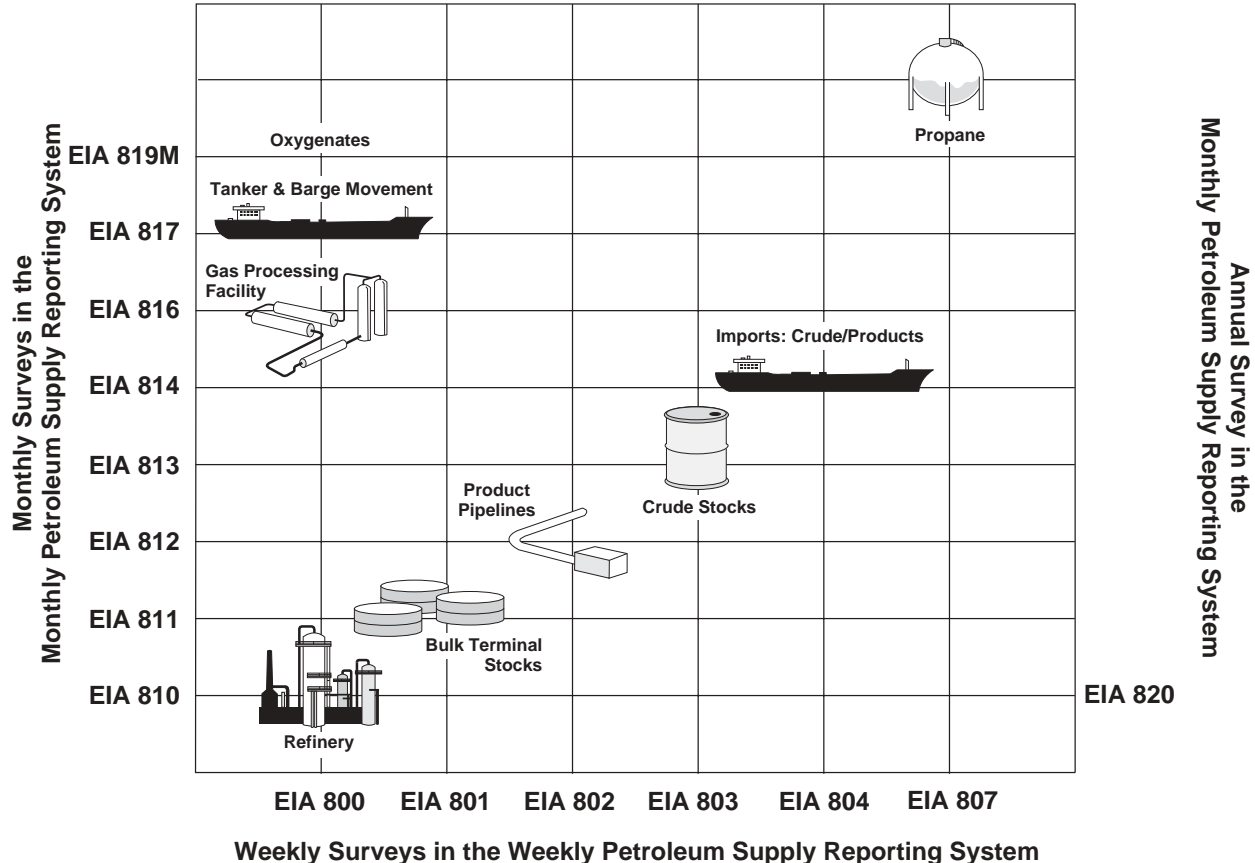 Propane
Oxygenates
EIA 819M
Tanker & Barge Movement
EIA 817
Gas Processing
Facility
EIA 816
Imports: Crude/Products
EIA 814
EIA 813
Product
Pipelines
Crude Stocks
EIA 812
EIA 811
Bulk Terminal
Stocks
EIA 810
EIA 820
Refinery
EIA 800
EIA 801
EIA 802
EIA 803
EIA 804
EIA 807
Weekly Surveys in the Weekly Petroleum Supply Reporting System
Monthly Surveys in the
Monthly Petroleum Supply Reporting System
Annual Survey in the
Monthly Petroleum Supply Reporting System